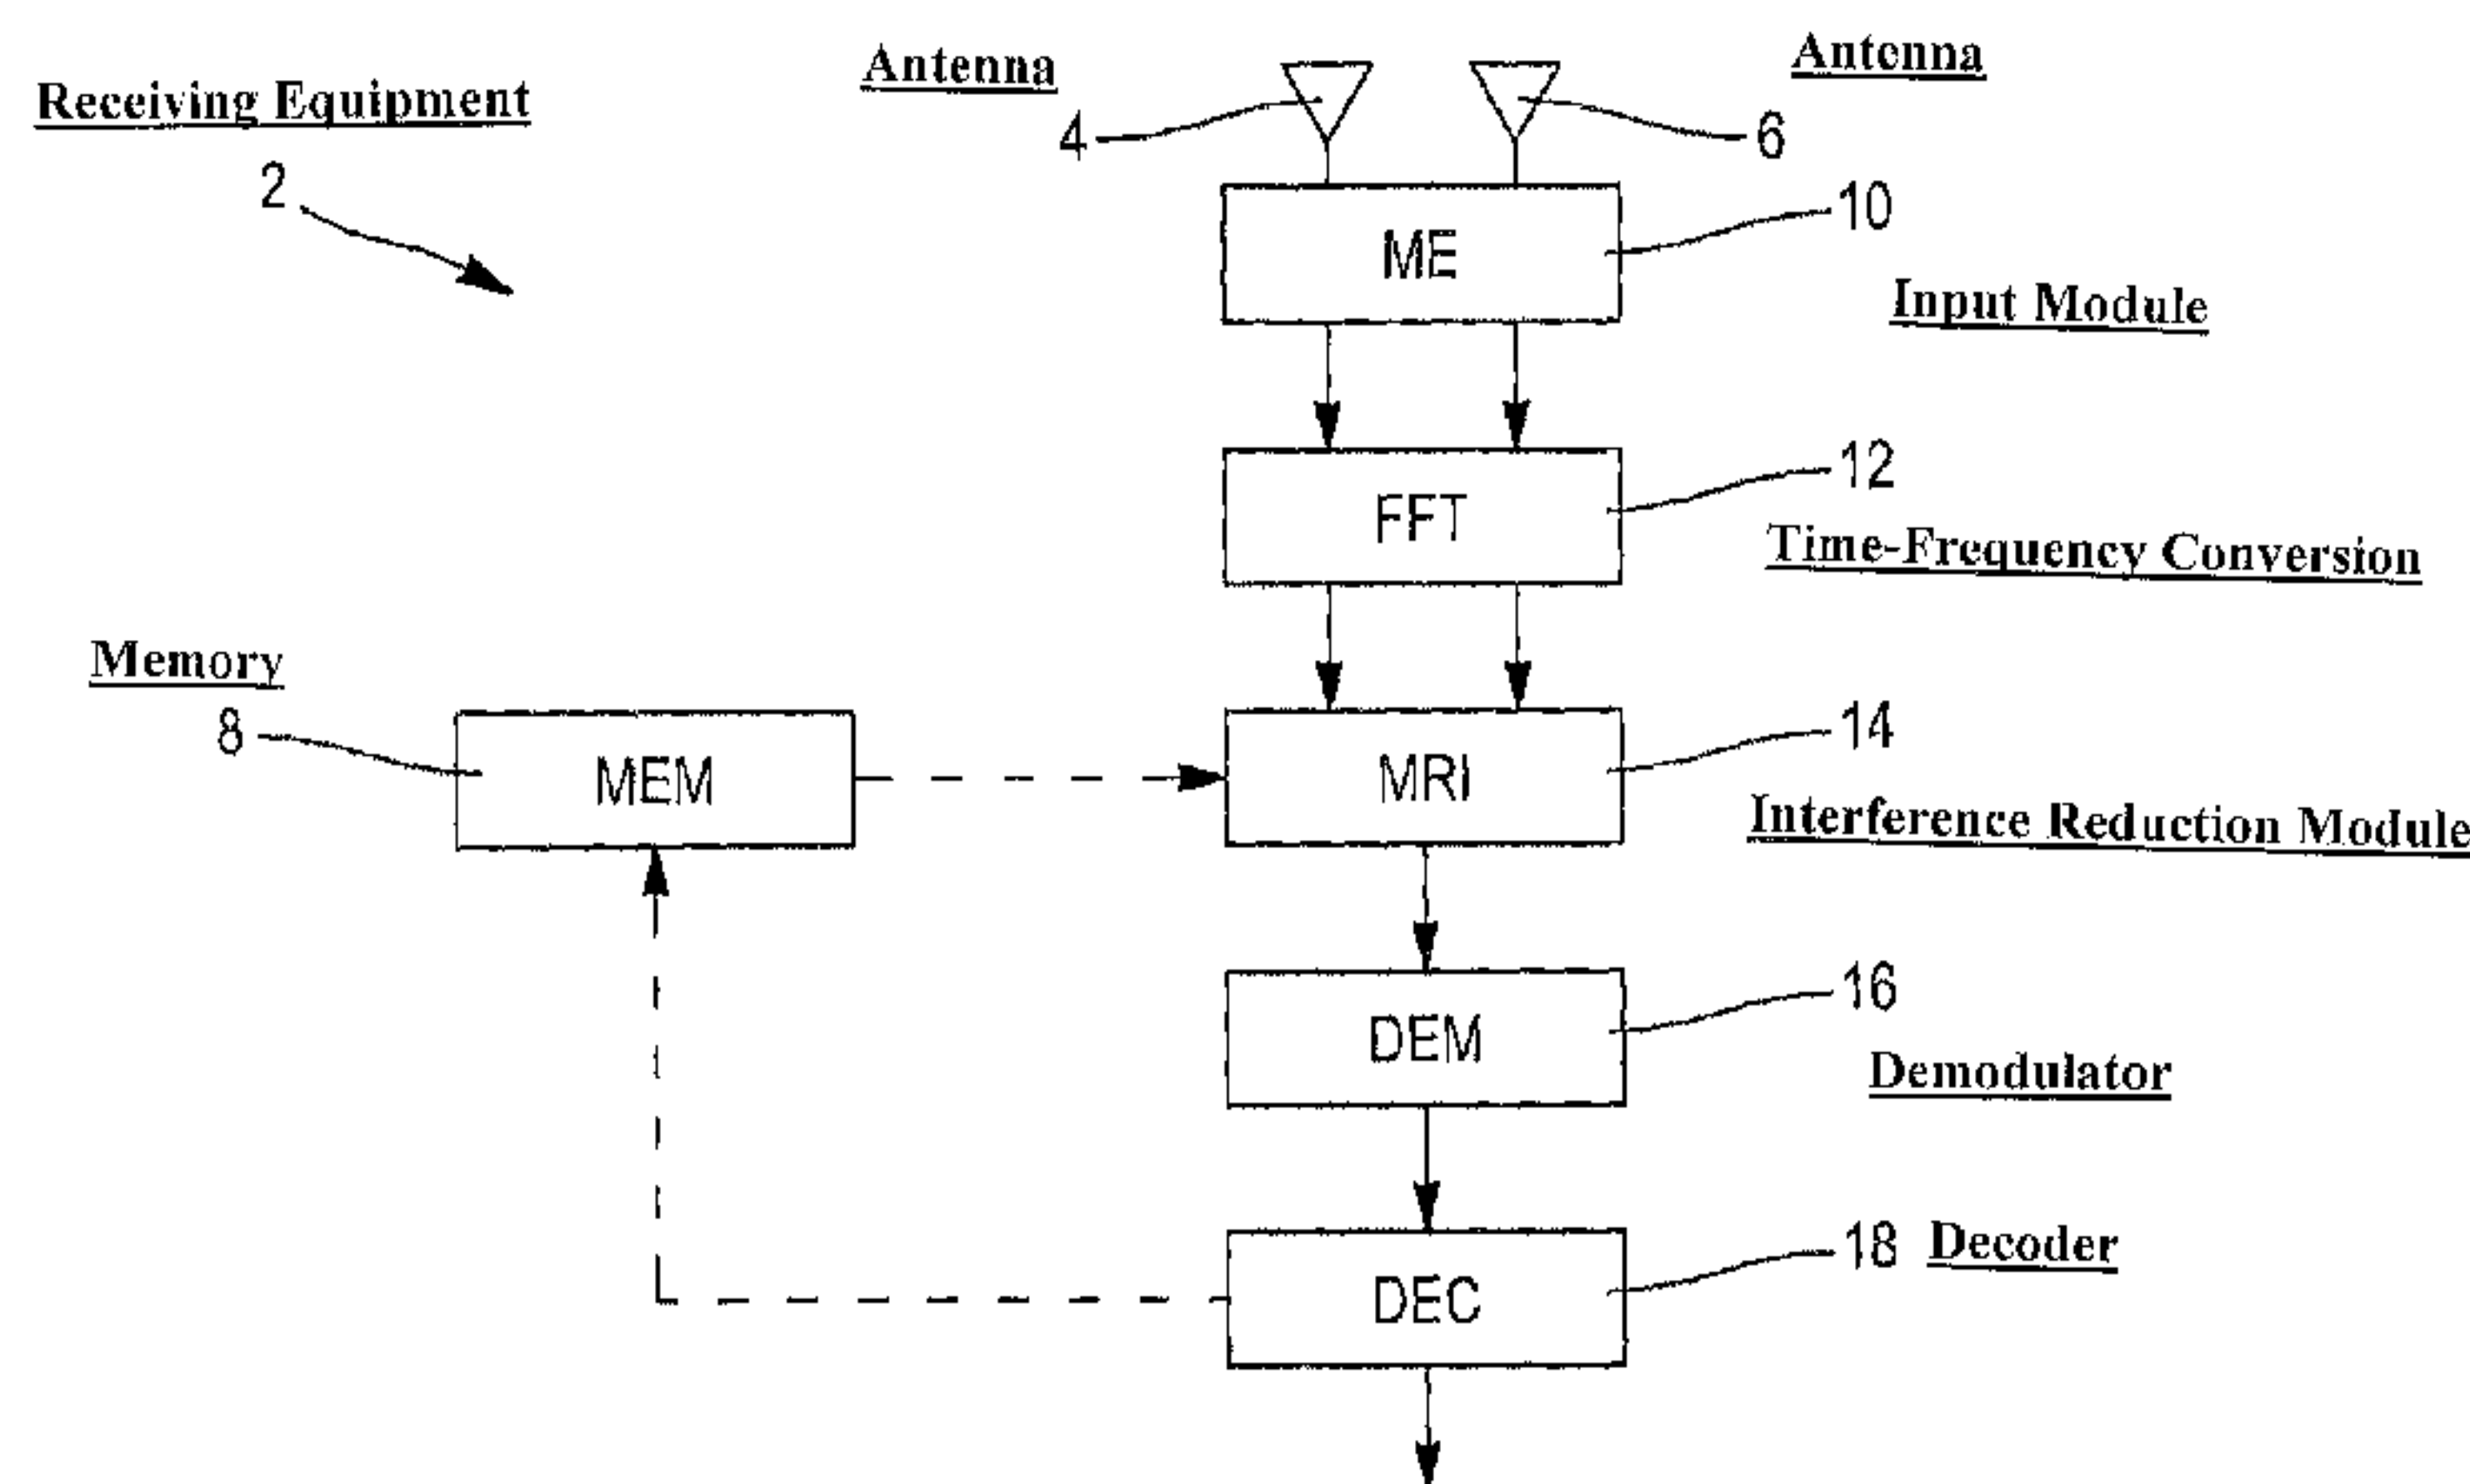 Antenna
Antenna
Receiving Equipment
4
6
2
10
ME
Input Module
12
FFT
Time-Frequency Conversion
Memory
8
14
MEM
MRI
Interference Reduction Module
16
DEM
Demodulator
18 Decoder
DEC